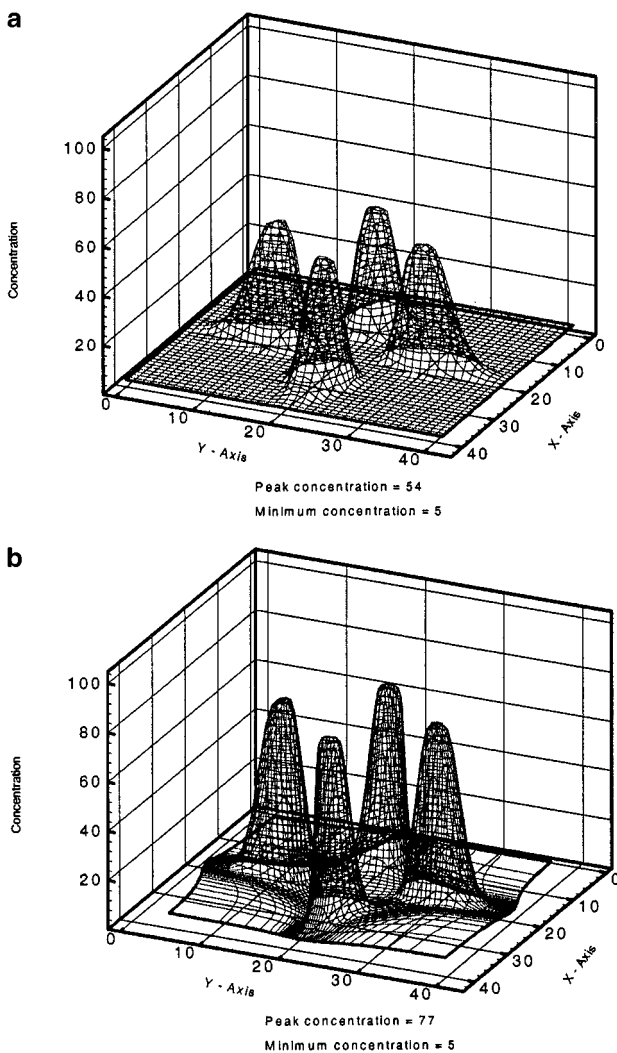 a
100
80
60
40
20
Concentration
0
10
20
30
40
Y - Axis
0
10
20
30
40
X - Axis
Peak concentration = 54
Minimum concentration = 5
b
100
80
60
40
20
Concentration
0
10
20
30
40
Y - Axis
0
10
20
30
40
X - Axis
Peak concentration = 77
Minimum concentration = 5